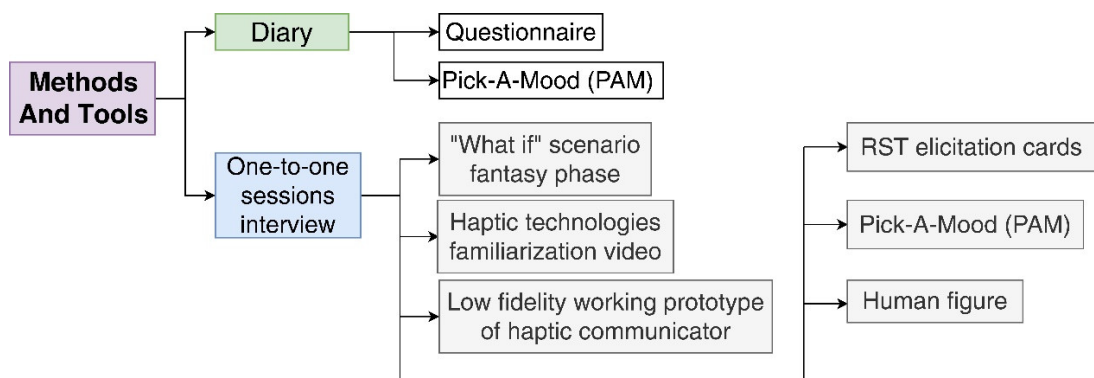 Methods
And Tools
Diary
Questionnaire
Pick-A-Mood (PAM)
One-to-one
sessions
interview
"What if" scenario
fantasy phase
Haptic technologies
familiarization video
Low fidelity working prototype
of haptic communicator
RST elicitation cards
Pick-A-Mood (PAM)
Human figure